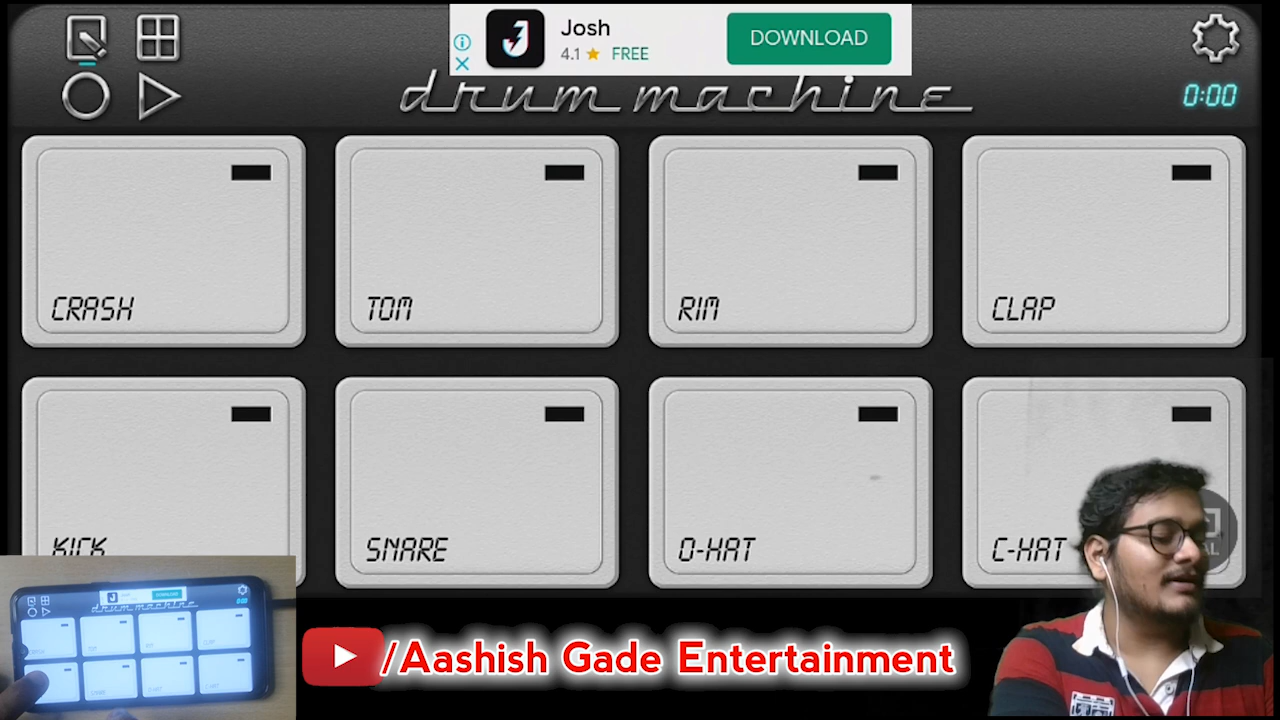 Josh
4.1 ★ FREE
DOWNLOAD
drum machine
0:00
CRASH
TOM
RIM
CLAP
KICK
SNARE
O-HAT
C-HAT
/Aashish Gade Entertainment